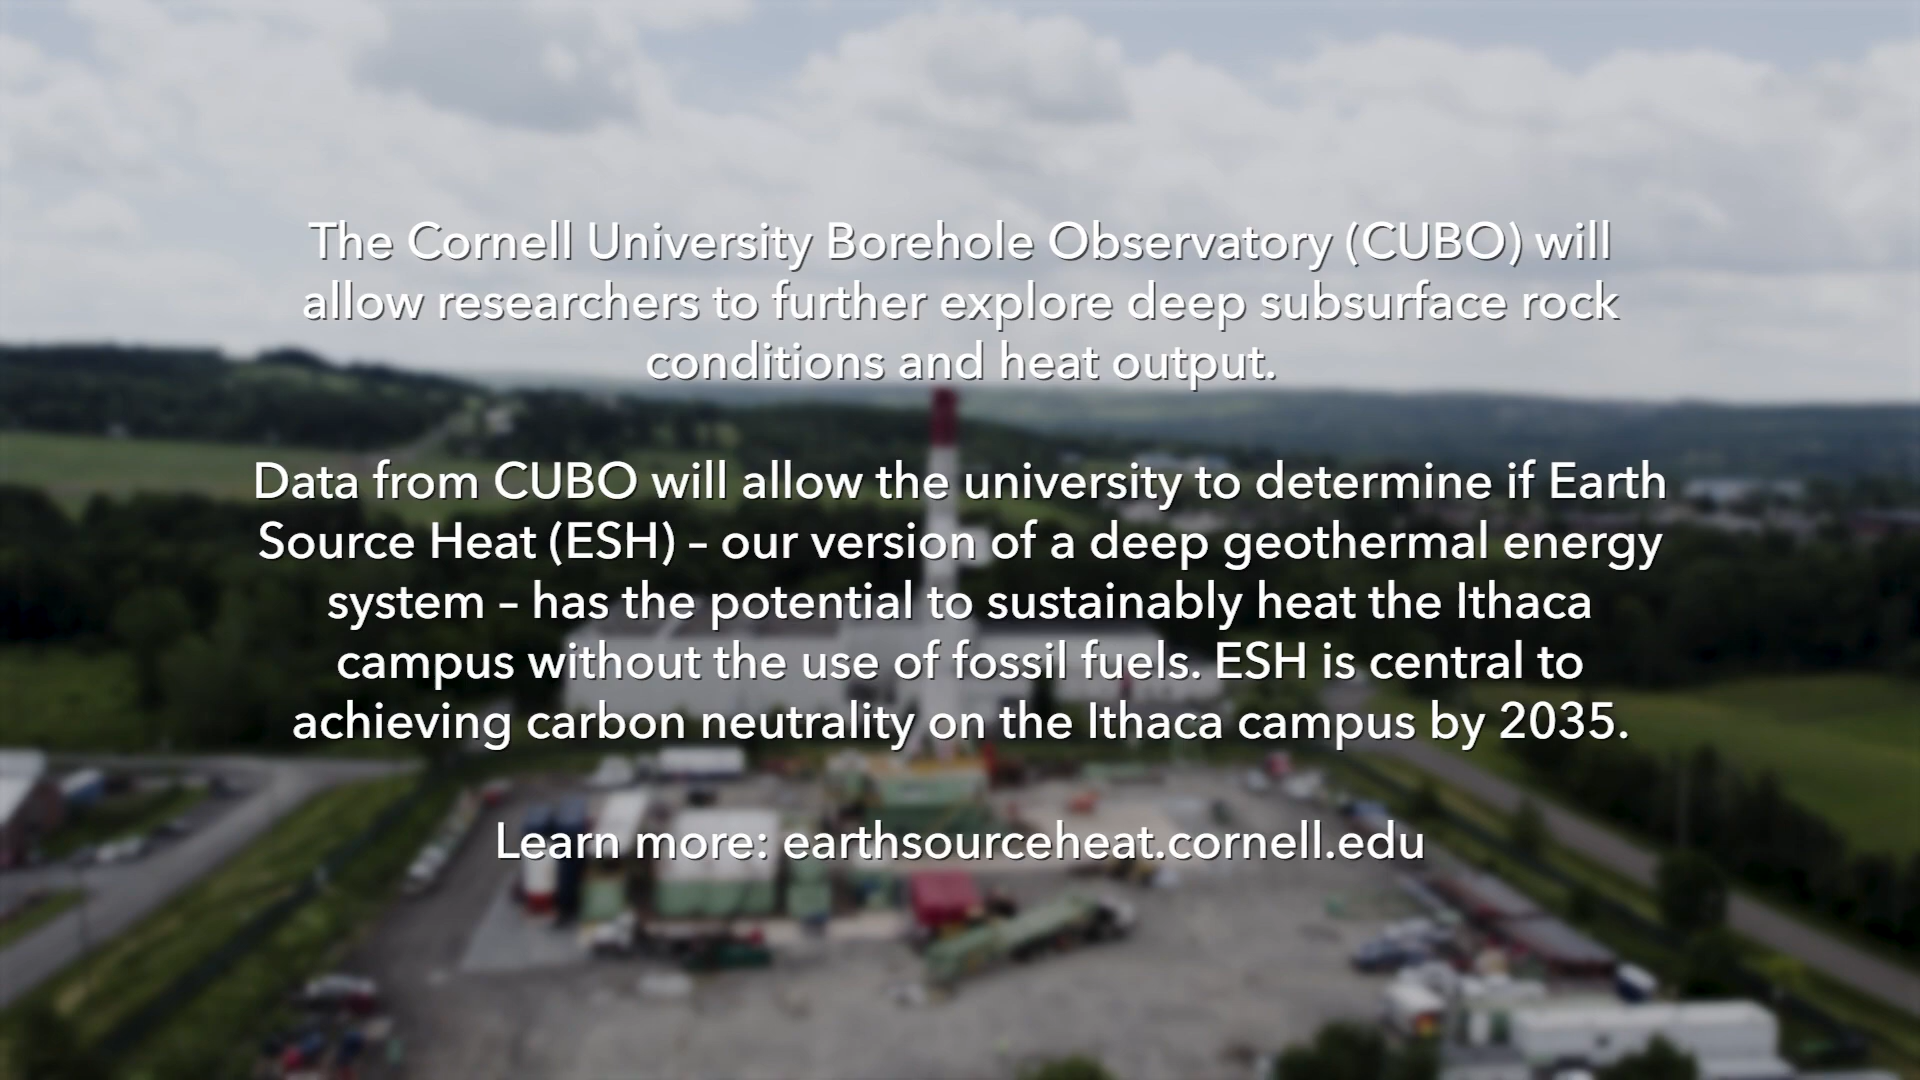 The Cornell University Borehole Observatory (CUBO) will
allow researchers to further explore deep subsurface rock
conditions and heat output.
Data from CUBO will allow the university to determine if Earth
Source Heat (ESH) – our version of a deep geothermal energy
system – has the potential to sustainably heat the Ithaca
campus without the use of fossil fuels. ESH is central to
achieving carbon neutrality on the Ithaca campus by 2035.
Learn more: earthsourceheat.cornell.edu